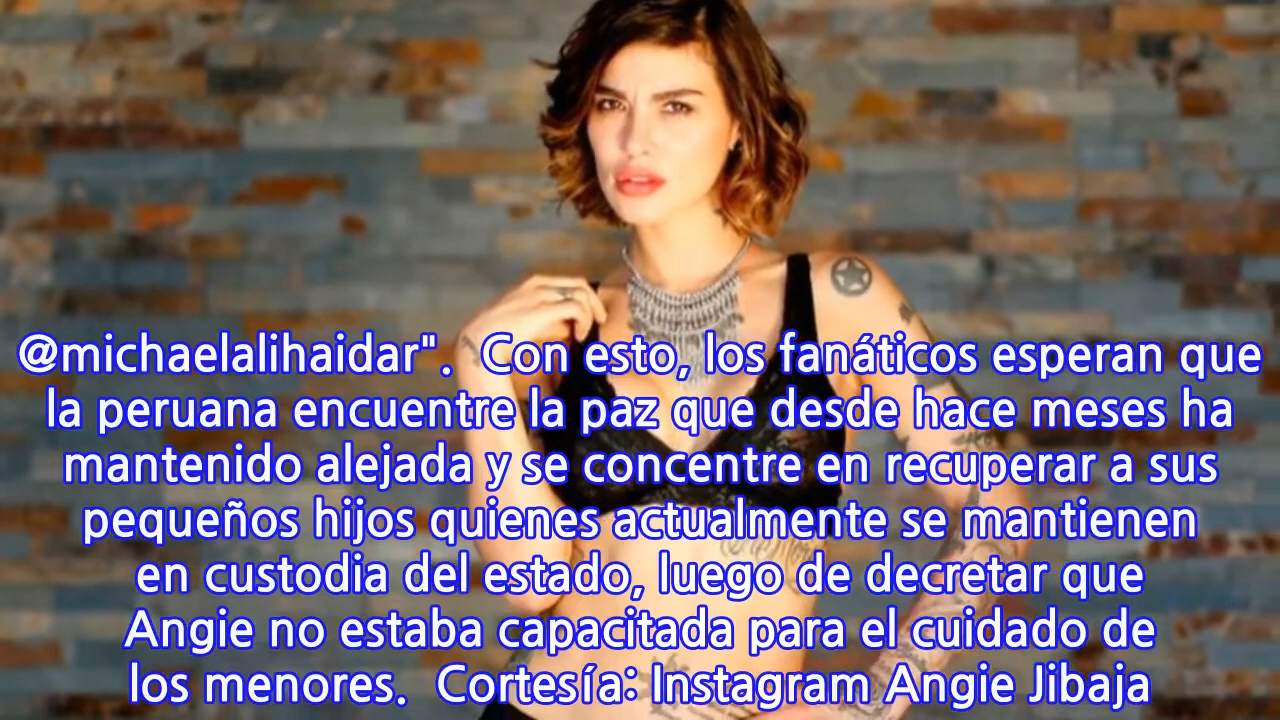 @michaelalihaidar".  Con esto, los fanáticos esperan que
la peruana encuentre la paz que desde hace meses ha
mantenido alejada y se concentre en recuperar a sus
pequeños hijos quienes actualmente se mantienen
en custodia del estado, luego de decretar que
Angie no estaba capacitada para el cuidado de
los menores.  Cortesía: Instagram Angie Jibaja